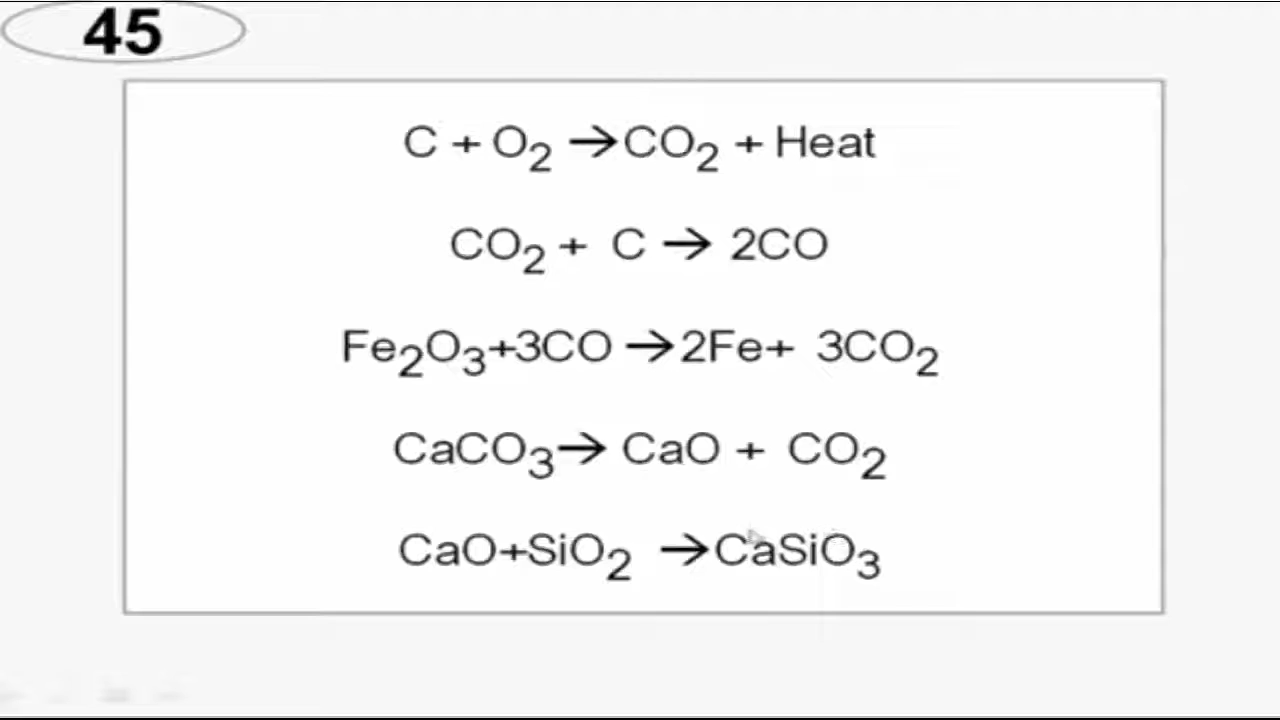 45
C + O₂ →CO₂ + Heat
CO₂ + C → 2CO
Fe₂O₃+3CO →2Fe+ 3CO₂
CaCO₃→ CaO + CO₂
CaO+SiO₂ →CaSiO₃